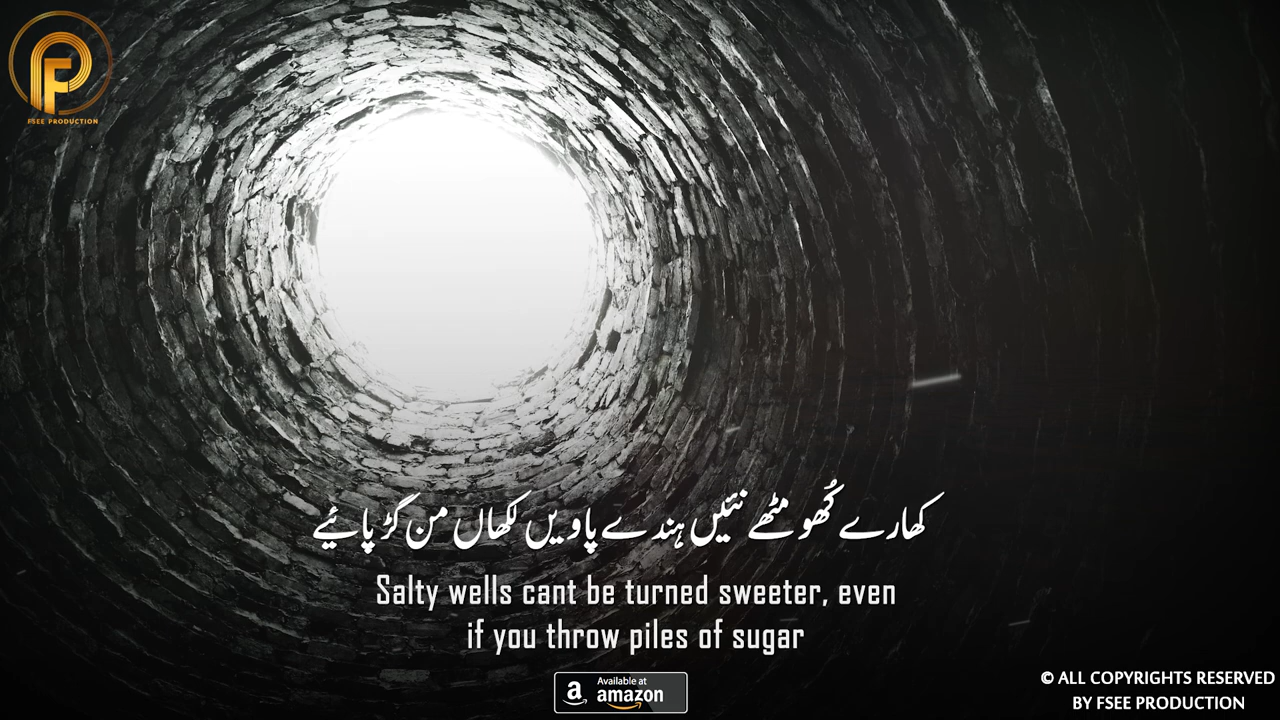 FSEE PRODUCTION
کھارے کُھو مٹھے نئیں ہندے پاویں لکھاں من گڑ پائیے
Salty wells cant be turned sweeter, even
if you throw piles of sugar
Available at
amazon
© ALL COPYRIGHTS RESERVED
BY FSEE PRODUCTION